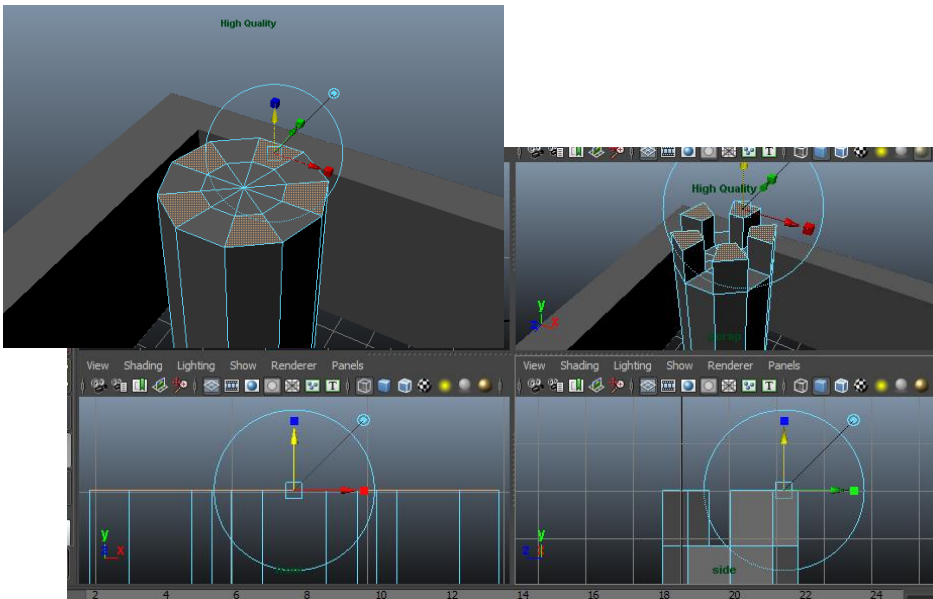 High Quality
High Quality
y
z x
persp
View Shading Lighting Show Renderer Panels
View Shading Lighting Show Renderer Panels
y
z x
y
z
side
2 4 6 8 10 12 14 16 18 20 22 24